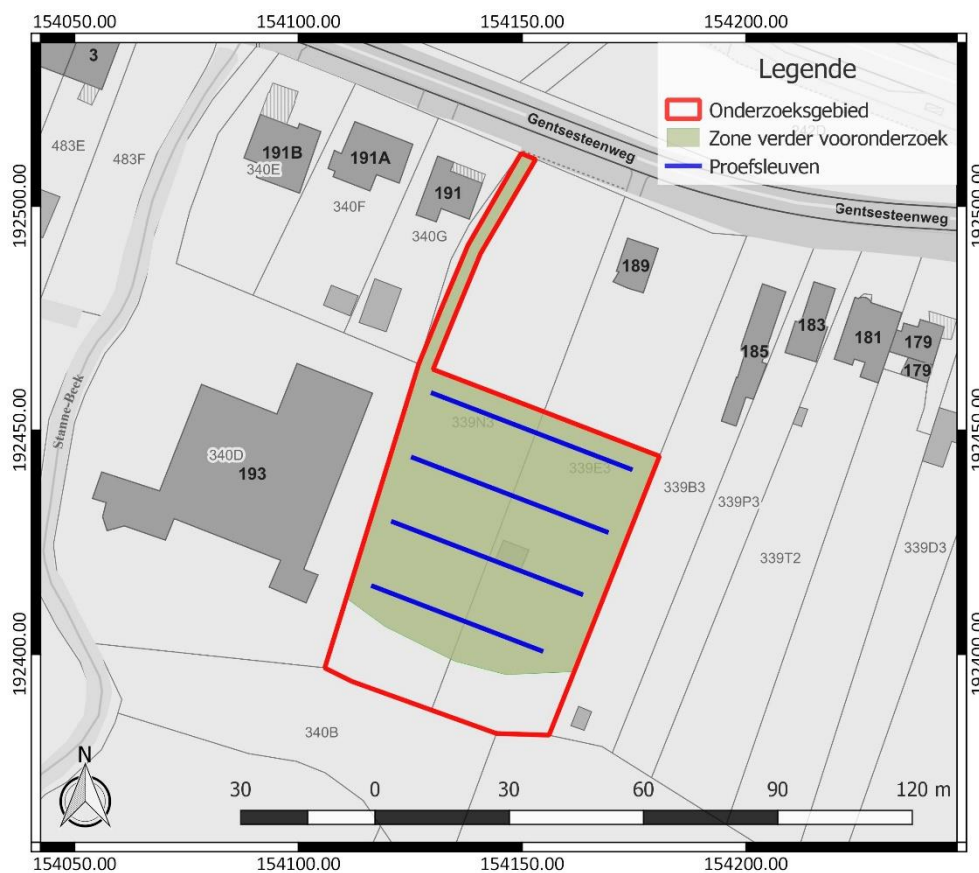 154050.00 154100.00 154150.00 154200.00
3
Legende
Onderzoeksgebied
Zone verder vooronderzoek
Proefsleuven
Gentsesteenweg
Gentsesteenweg
483E
483F
191B
340E
191A
340F
191
340G
192500.00
192500.00
189
185
183
181
179
179
192450.00
192450.00
Stanne-Beek
340D
193
339N3
339E3
339B3
339P3
339T2
339D3
192400.00
192400.00
340B
N
30 0 30 60 90 120 m
154050.00 154100.00 154150.00 154200.00